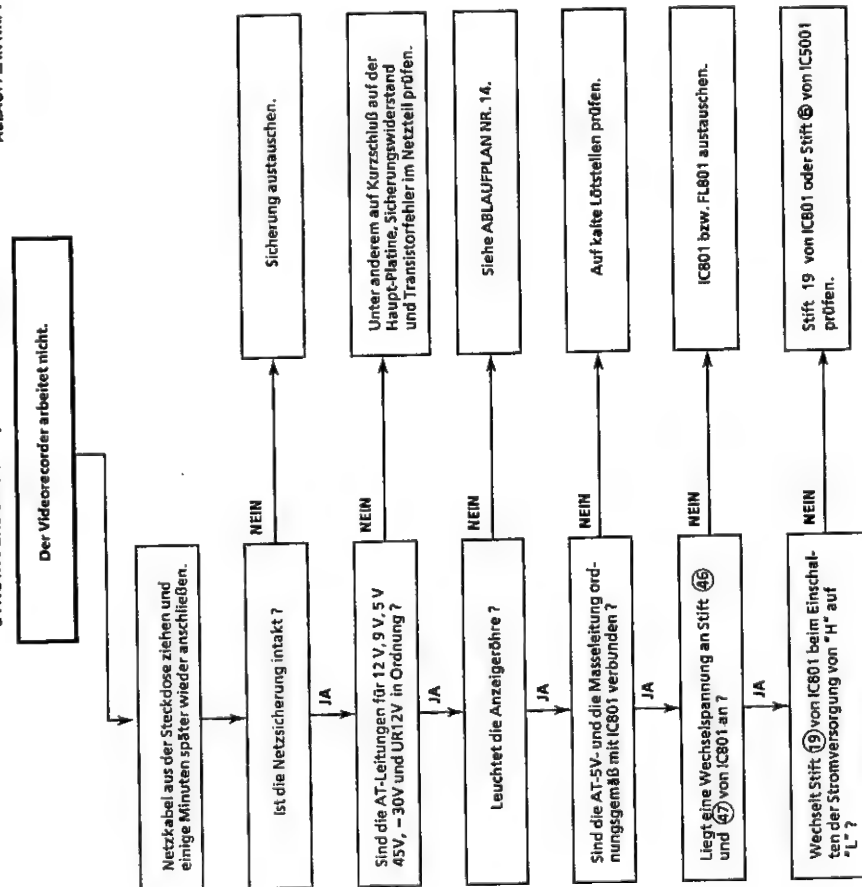 Der Videorecorder arbeitet nicht.
Netzkabel aus der Steckdose ziehen und
einige Minuten später wieder anschließen.
Ist die Netzsicherung intakt ?
NEIN
Sicherung austauschen.
JA
Sind die AT-Leitungen für 12 V, 9 V, 5 V
45V, – 30V und UR12V in Ordnung ?
NEIN
Unter anderem auf Kurzschluß auf der
Haupt-Platine, Sicherungswiderstand
und Transistorfehler im Netzteil prüfen.
JA
Leuchtet die Anzeigeröhre ?
NEIN
Siehe ABLAUFPLAN NR. 14.
JA
Sind die AT-5V- und die Masseleitung ord-
nungsgemäß mit IC801 verbunden ?
NEIN
Auf kalte Lötstellen prüfen.
JA
Liegt eine Wechselspannung an Stift 46
und 47 von IC801 an ?
NEIN
IC801 bzw. FL801 austauschen.
JA
Wechselt Stift 19 von IC801 beim Einschal-
ten der Stromversorgung von "H" auf
"L" ?
NEIN
Stift 19 von IC801 oder Stift 6 von IC5001
prüfen.